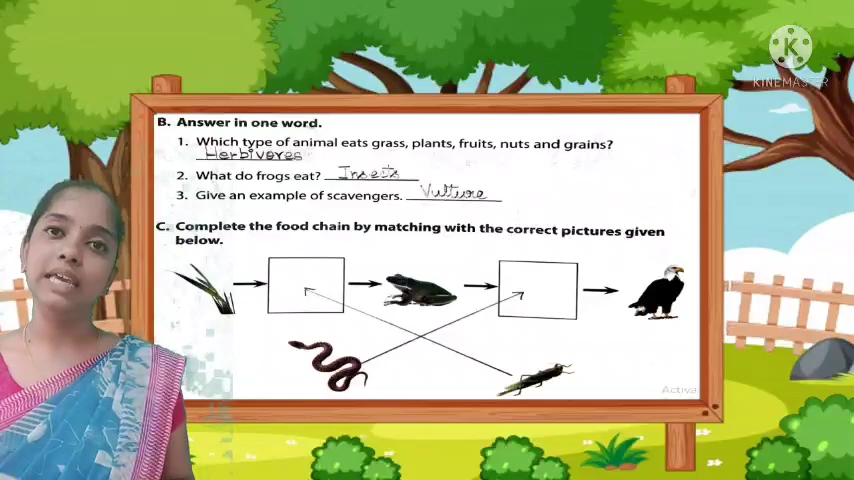 KINEMASTER
B. Answer in one word.
1. Which type of animal eats grass, plants, fruits, nuts and grains?
Herbivores
2. What do frogs eat? Insects
3. Give an example of scavengers. Vulture
C. Complete the food chain by matching with the correct pictures given
below.
Activa